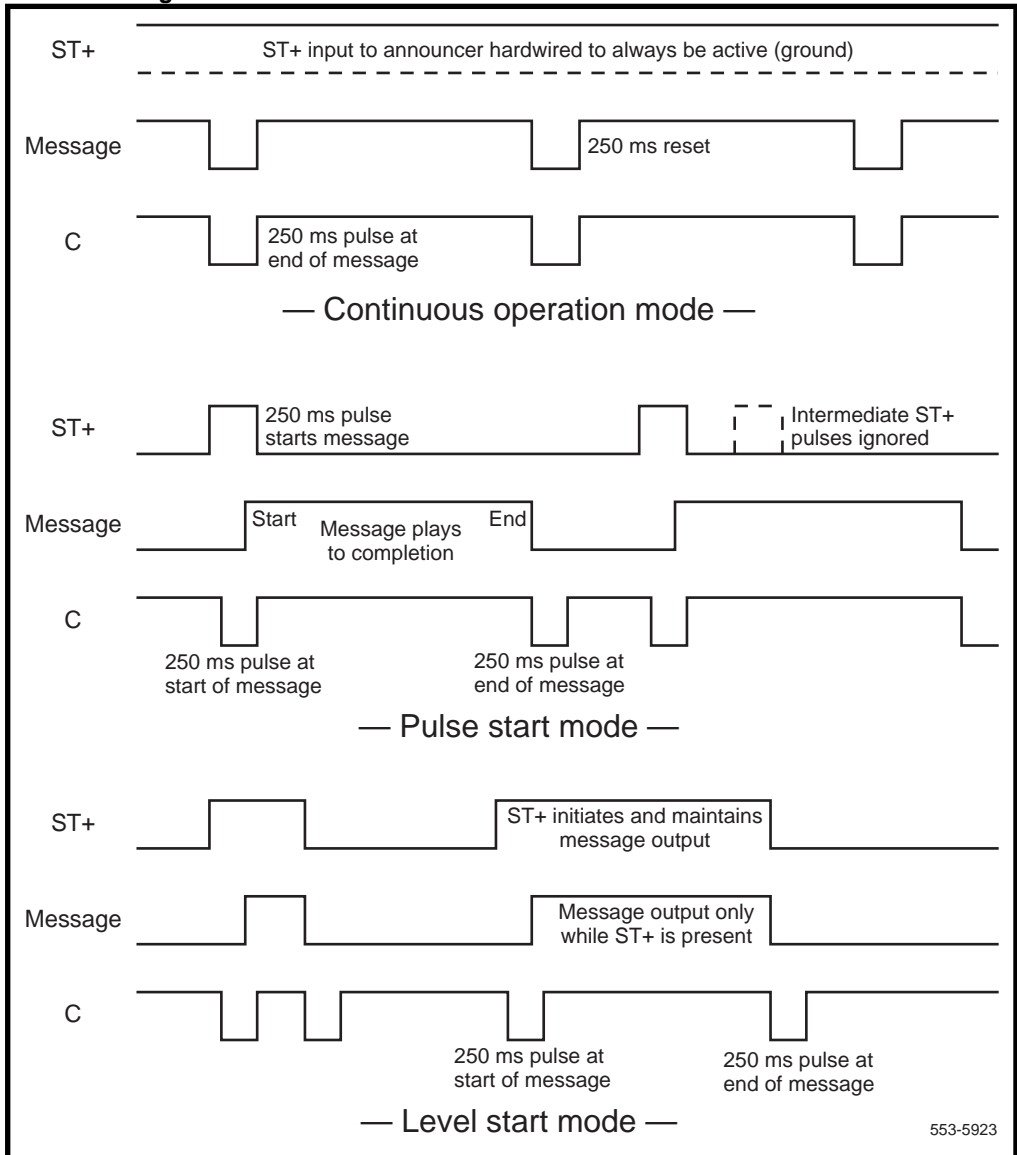 ST+
ST+ input to announcer hardwired to always be active (ground)
Message
250 ms reset
C
250 ms pulse at
end of message
— Continuous operation mode —
ST+
250 ms pulse
starts message
Intermediate ST+
pulses ignored
Message
Start
Message plays
to completion
End
C
250 ms pulse at
start of message
250 ms pulse at
end of message
— Pulse start mode —
ST+
ST+ initiates and maintains
message output
Message
Message output only
while ST+ is present
C
250 ms pulse at
start of message
250 ms pulse at
end of message
— Level start mode —
553-5923